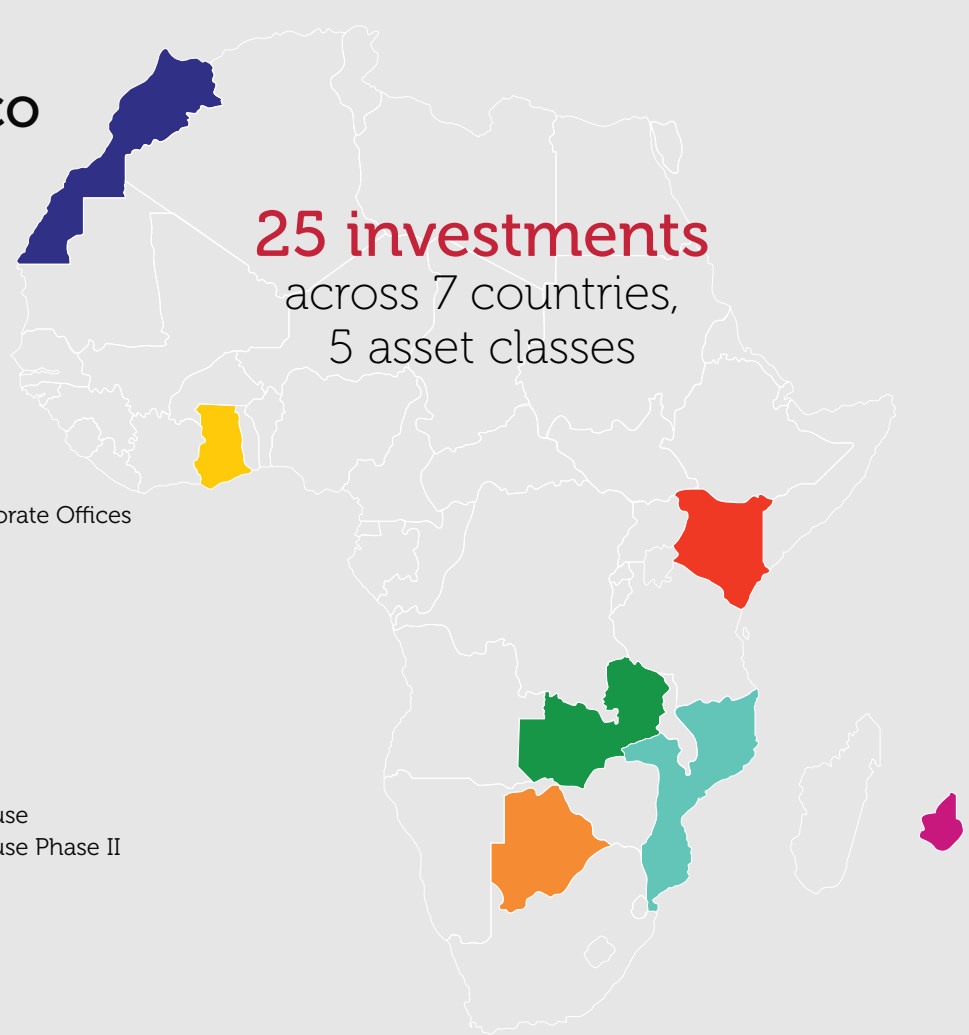 co
25 investments
across 7 countries,
5 asset classes
orate Offices
use
use Phase II